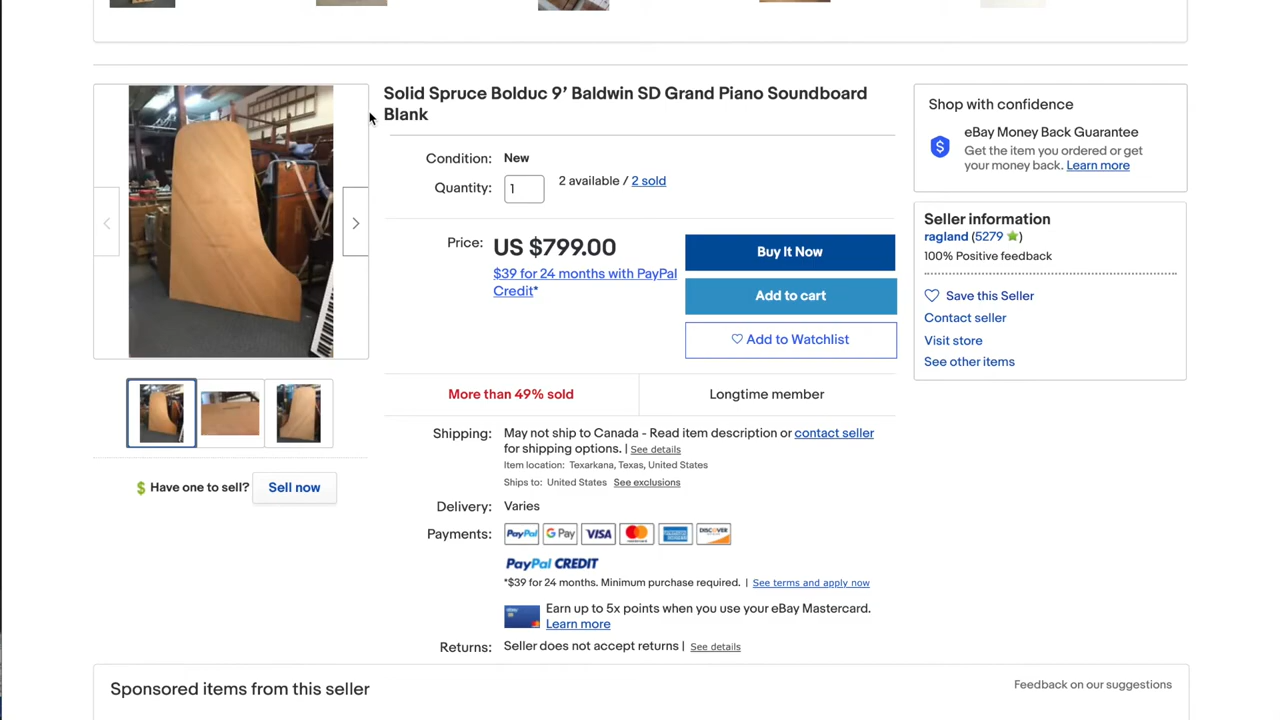 Solid Spruce Bolduc 9’ Baldwin SD Grand Piano Soundboard
Blank
Condition: New
Quantity: 1 2 available / 2 sold
Price: US $799.00
$39 for 24 months with PayPal
Credit*
Buy It Now
Add to cart
Add to Watchlist
More than 49% sold
Longtime member
Shipping: May not ship to Canada - Read item description or contact seller
for shipping options. | See details
Item location: Texarkana, Texas, United States
Ships to: United States See exclusions
Delivery: Varies
Payments: PayPal G Pay VISA AMERICAN EXPRESS DISCOVER
PayPal CREDIT
*$39 for 24 months. Minimum purchase required. | See terms and apply now
Earn up to 5x points when you use your eBay Mastercard.
Learn more
Returns: Seller does not accept returns | See details
$ Have one to sell? Sell now
Shop with confidence
$ eBay Money Back Guarantee
Get the item you ordered or get
your money back. Learn more
Seller information
ragland (5279)
100% Positive feedback
Save this Seller
Contact seller
Visit store
See other items
Sponsored items from this seller
Feedback on our suggestions